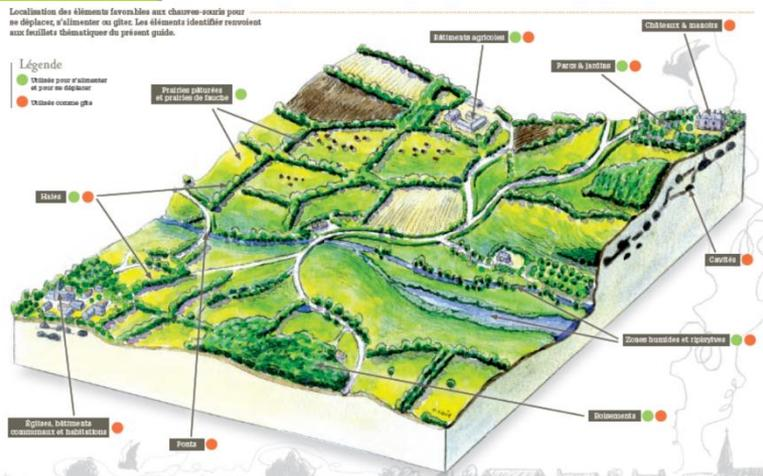 Localisation des éléments favorables aux chauves-souris pour
se déplacer, s'alimenter ou gîter. Les éléments identifiér renvoient
aux feuillets thématiquer du présent guide.
Légende
Utilisés pour s'alimenter
et pour se déplacer
Utilisés comme gîte
Châteaux & manoirs
Bâtiments agricoles
Parcs & jardins
Prairies pâturées
et prairies de fauche
Haies
Cavités
Zones humides et ripisylves
Boisements
Églises, bâtiments
communaux et habitations
Ponts